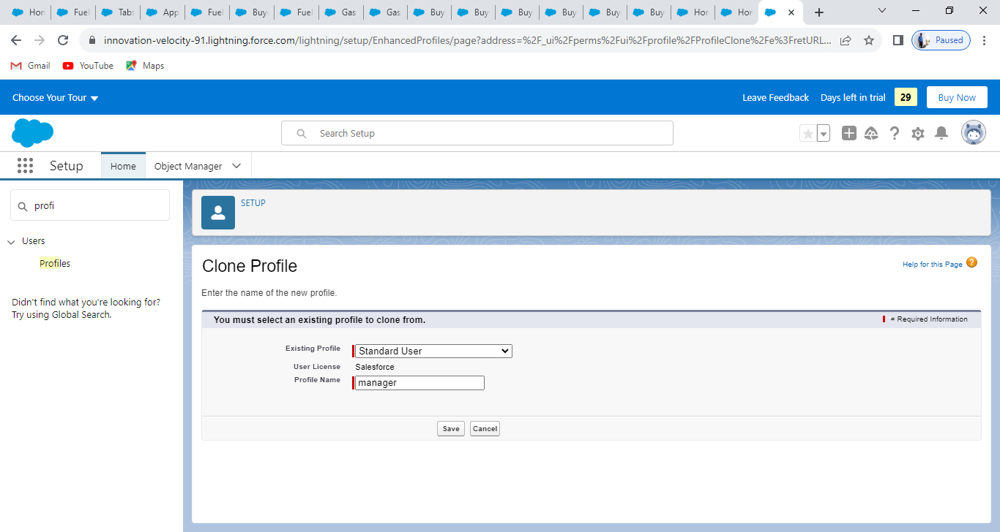 Hon Fuel Tabs App Fuel Buye Fuel Gas Gas Buy Buy Buy Buy Buy Buy Hon Hon
innovation-velocity-91.lightning.force.com/lightning/setup/EnhancedProfiles/page?address=%2F_ui%2Fperms%2Fui%2Fprofile%2FProfileClone%2Fe%3FretURL... Paused
Gmail YouTube Maps
Choose Your Tour Leave Feedback Days left in trial 29 Buy Now
Search Setup
Setup Home Object Manager
profi
SETUP
Users
Profiles
Didn't find what you're looking for?
Try using Global Search.
Clone Profile
Help for this Page ?
Enter the name of the new profile.
You must select an existing profile to clone from. = Required Information
Existing Profile Standard User
User License Salesforce
Profile Name manager
Save Cancel